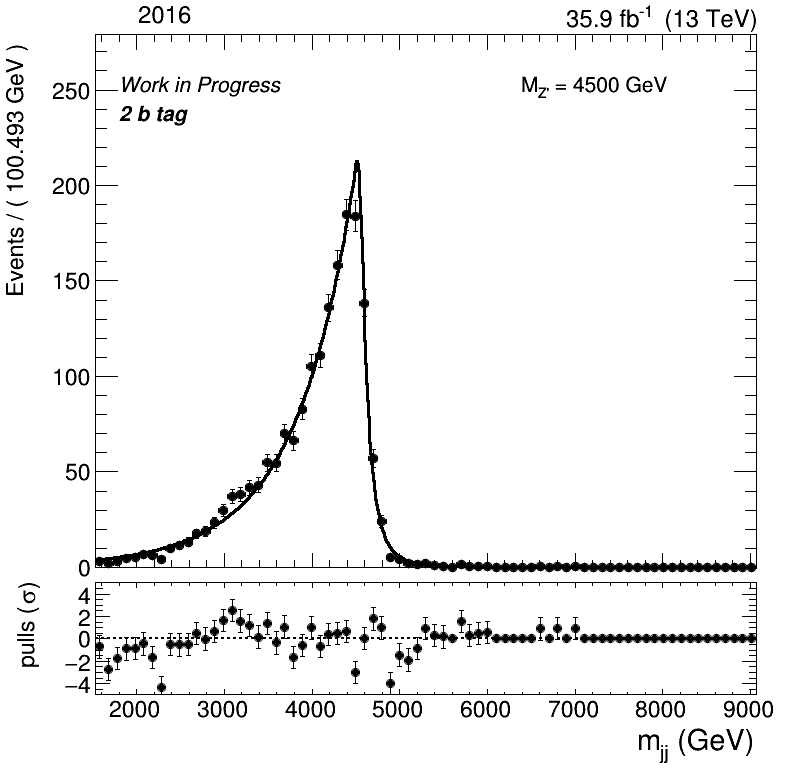 2016 35.9 fb⁻¹ (13 TeV)
Events / ( 100.493 GeV )
250
200
150
100
50
0
Work in Progress
2 b tag
M_Z' = 4500 GeV
pulls (σ)
4
2
0
−2
−4
2000 3000 4000 5000 6000 7000 8000 9000
m_jj (GeV)